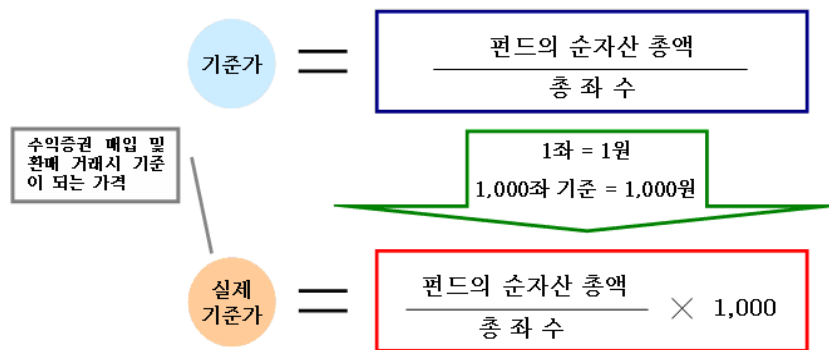 기준가
펀드의 순자산 총액
총 좌 수
수익증권 매입 및
환매 거래시 기준
이 되는 가격
1좌 = 1원
1,000좌 기준 = 1,000원
실제
기준가
펀드의 순자산 총액
총 좌 수
× 1,000